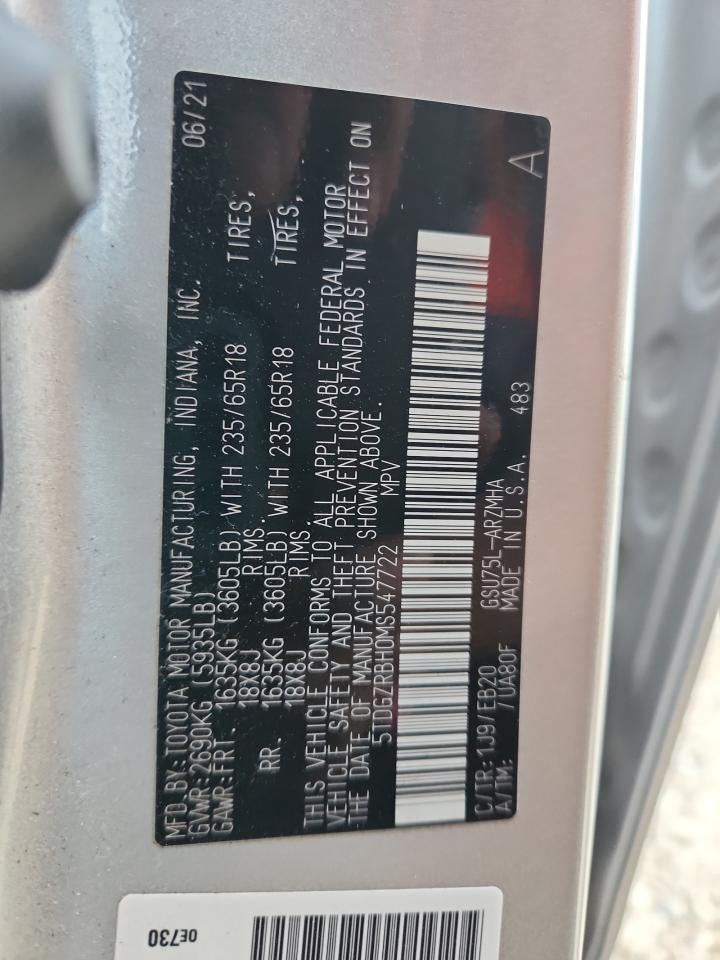 MFD.BY:TOYOTA MOTOR MANUFACTURING, INDIANA, INC. 06/21
GVWR:2690KG (5935LB)
GAWR:FRT. 1635KG (3605LB) WITH 235/65R18 TIRES,
18X8J RIMS.
RR. 1635KG (3605LB) WITH 235/65R18 TIRES,
18X8J RIMS.
THIS VEHICLE CONFORMS TO ALL APPLICABLE FEDERAL MOTOR
VEHICLE SAFETY AND THEFT PREVENTION STANDARDS IN EFFECT ON
THE DATE OF MANUFACTURE SHOWN ABOVE.
5TDGZRBH0MS547722 MPV
C/TR:1J9/EB20 GSU75L-ARZMHA
A/TM: /UA80F MADE IN U.S.A. 483
A
0E730